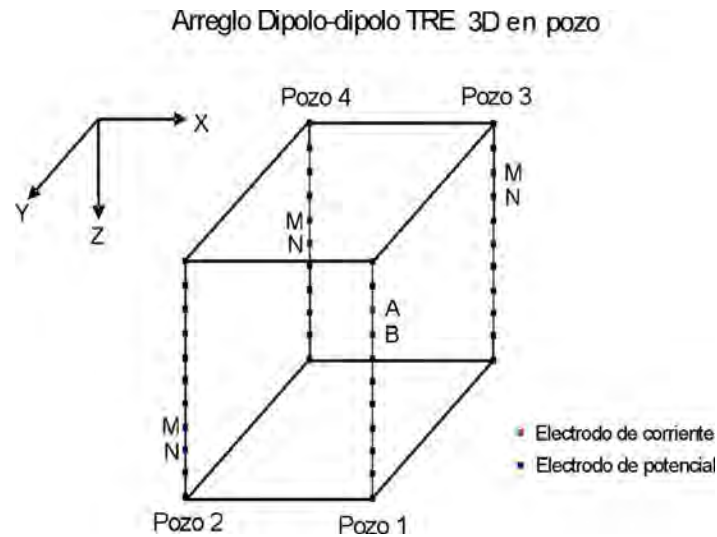 Arreglo Dipolo-dipolo TRE 3D en pozo
Pozo 4
Pozo 3
X
Y
Z
M
N
M
N
A
B
M
N
Electrodo de corriente
Electrodo de potencial
Pozo 2
Pozo 1